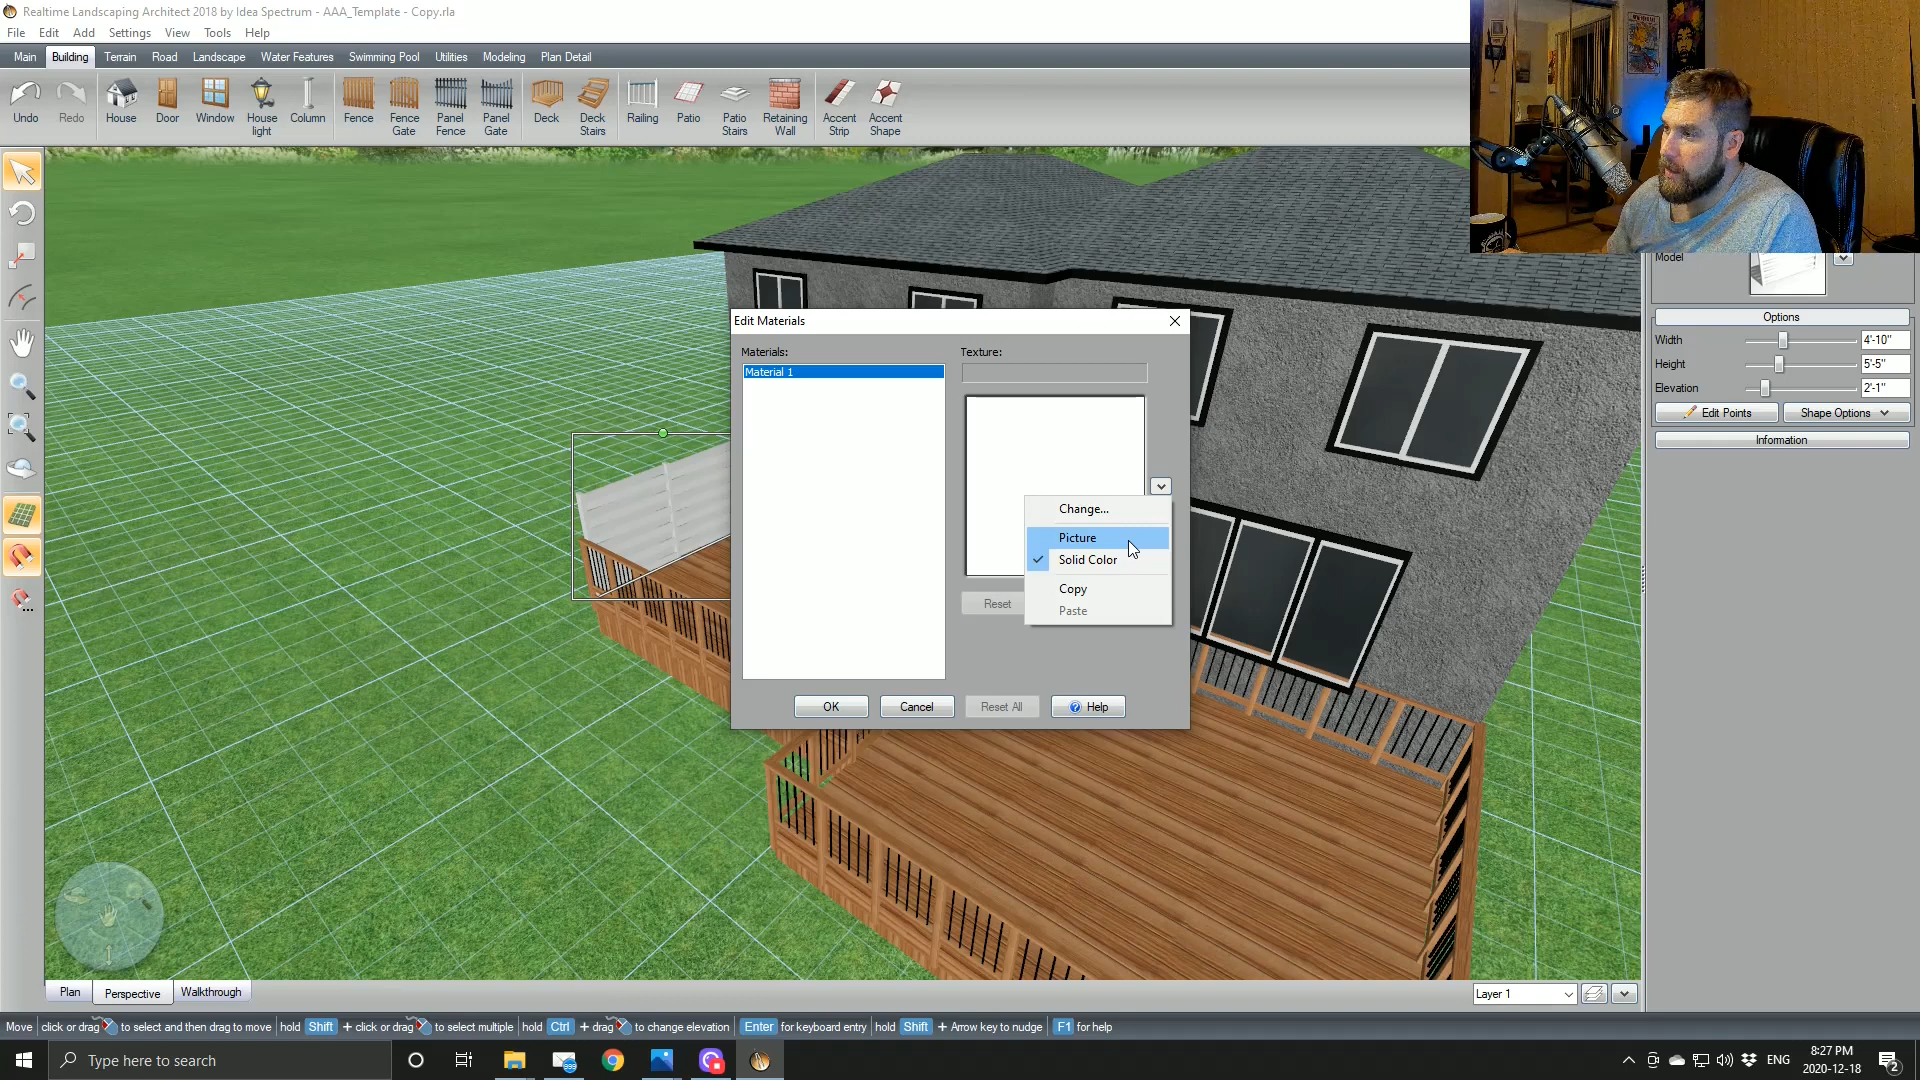 Realtime Landscaping Architect 2018 by Idea Spectrum - AAA_Template - Copy.rla
File Edit Add Settings View Tools Help
Main Building Terrain Road Landscape Water Features Swimming Pool Utilities Modeling Plan Detail
Undo Redo House Door Window House light Column Fence Fence Gate Panel Fence Panel Gate Deck Deck Stairs Railing Patio Patio Stairs Retaining Wall Accent Strip Accent Shape
Model
Options
Width 4'-10"
Height 5'-5"
Elevation 2'-1"
Edit Points Shape Options
Information
Edit Materials
Materials: Texture:
Material 1
Change...
Picture
Solid Color
Copy
Paste
Reset
OK Cancel Reset All Help
Plan Perspective Walkthrough
Layer 1
Move click or drag to select and then drag to move hold Shift + click or drag to select multiple hold Ctrl + drag to change elevation Enter for keyboard entry hold Shift + Arrow key to nudge F1 for help
Type here to search
999
ENG
8:27 PM
2020-12-18
2